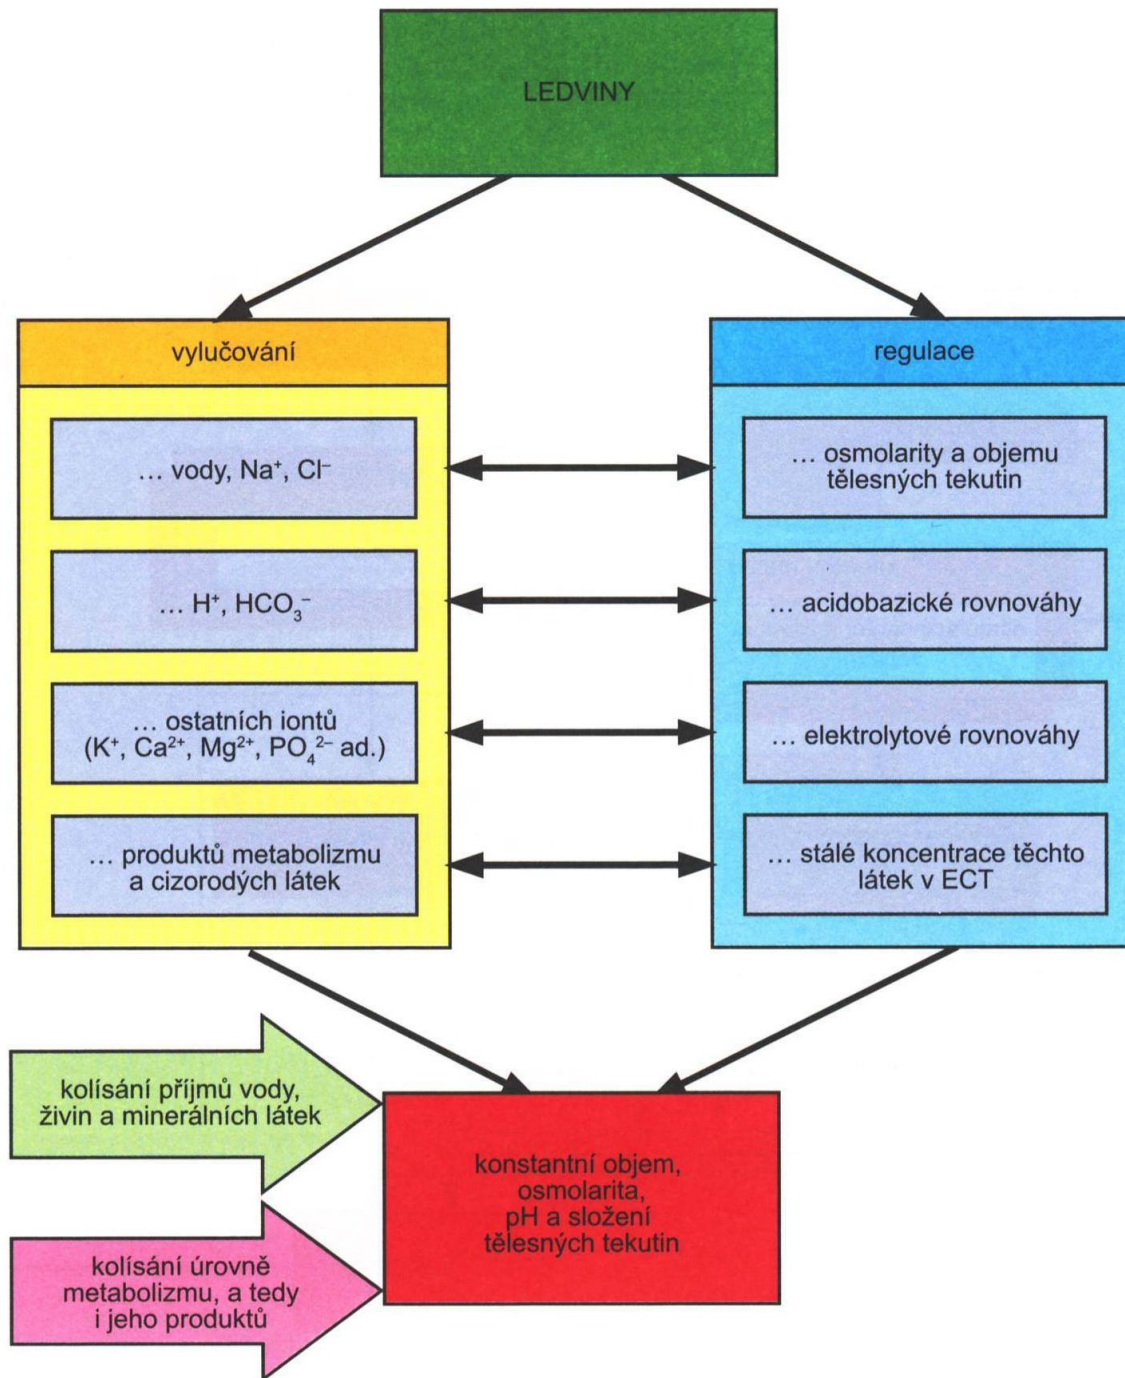 LEDVINY
vylučování
… vody, Na⁺, Cl⁻
… H⁺, HCO₃⁻
… ostatních iontů
(K⁺, Ca²⁺, Mg²⁺, PO₄²⁻ ad.)
… produktů metabolizmu
a cizorodých látek
regulace
… osmolarity a objemu
tělesných tekutin
… acidobazické rovnováhy
… elektrolytové rovnováhy
… stálé koncentrace těchto
látek v ECT
kolísání příjmů vody,
živin a minerálních látek
kolísání úrovně
metabolizmu, a tedy
i jeho produktů
konstantní objem,
osmolarita,
pH a složení
tělesných tekutin